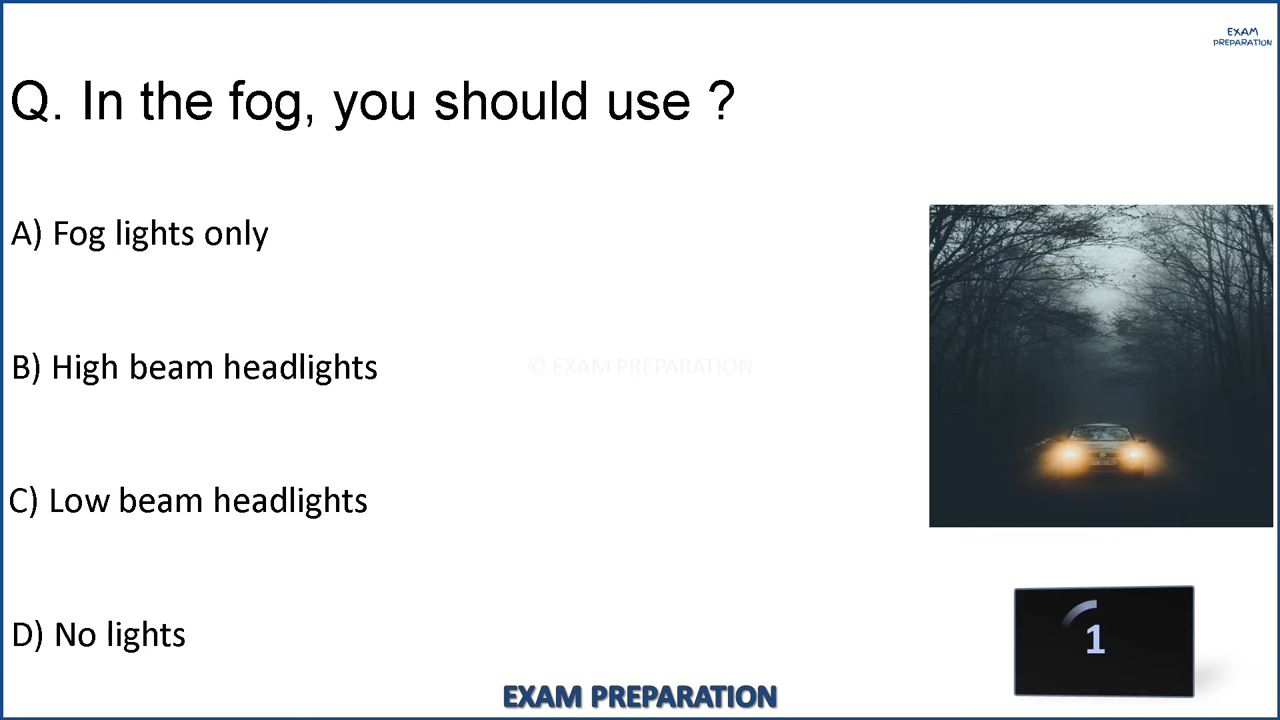 EXAM
PREPARATION
Q. In the fog, you should use ?
A) Fog lights only
B) High beam headlights
© EXAM PREPARATION
C) Low beam headlights
D) No lights
1
EXAM PREPARATION